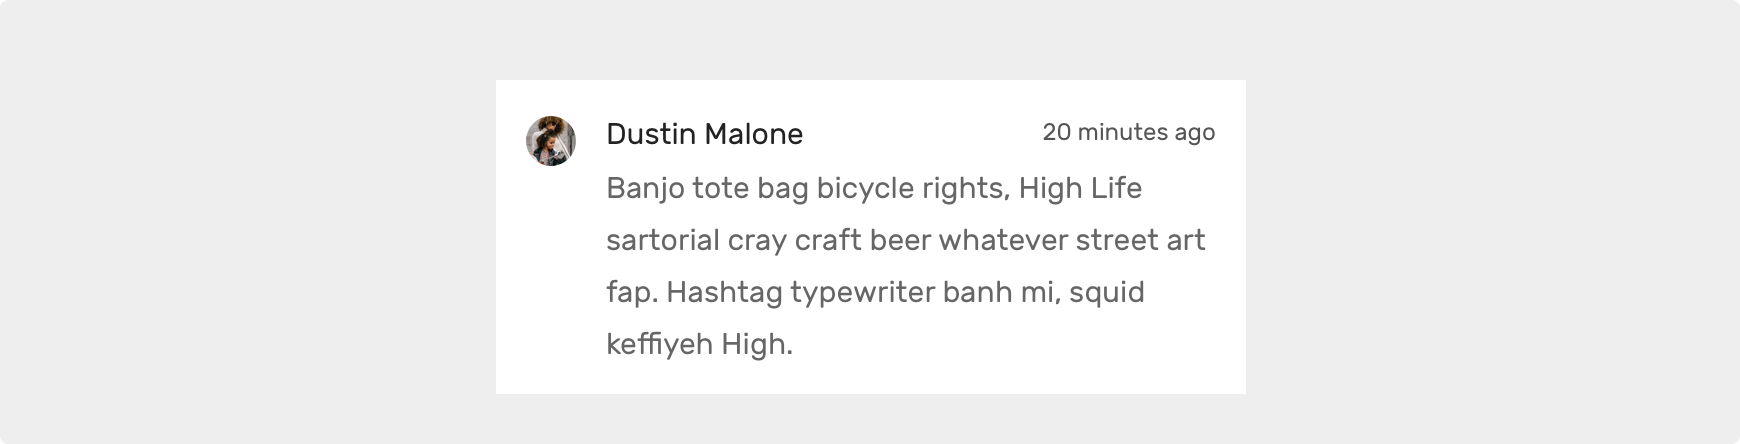 Dustin Malone
20 minutes ago
Banjo tote bag bicycle rights, High Life
sartorial cray craft beer whatever street art
fap. Hashtag typewriter banh mi, squid
keffiyeh High.